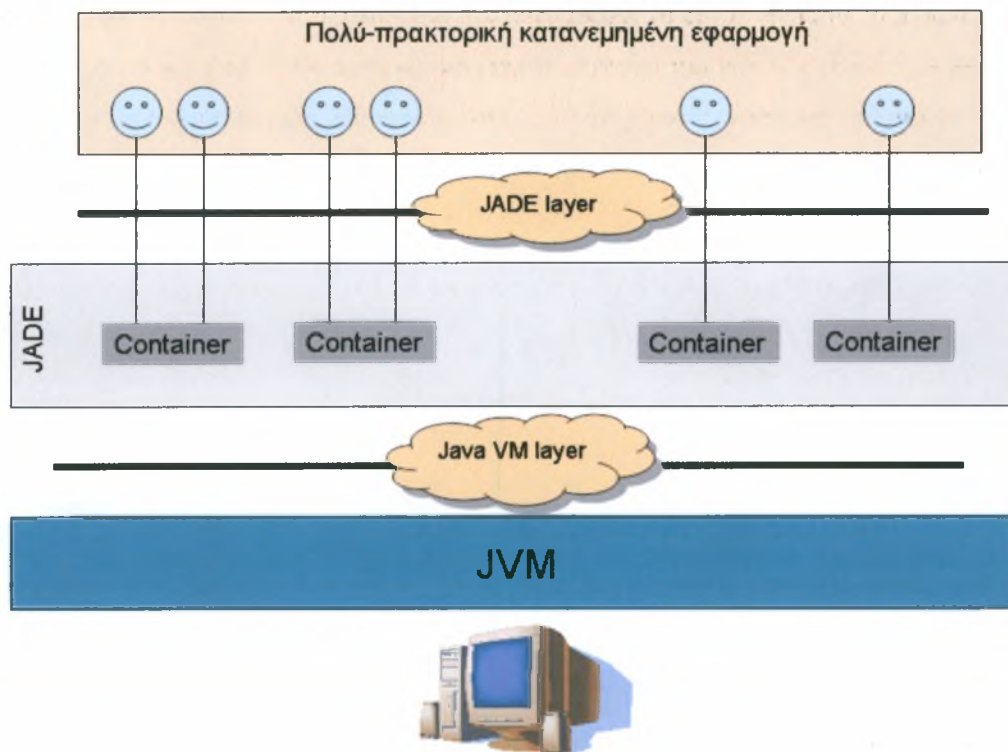 Πολύ-πρακτορική κατανεμημένη εφαρμογή
JADE layer
JADE
Container
Container
Container
Container
Java VM layer
JVM